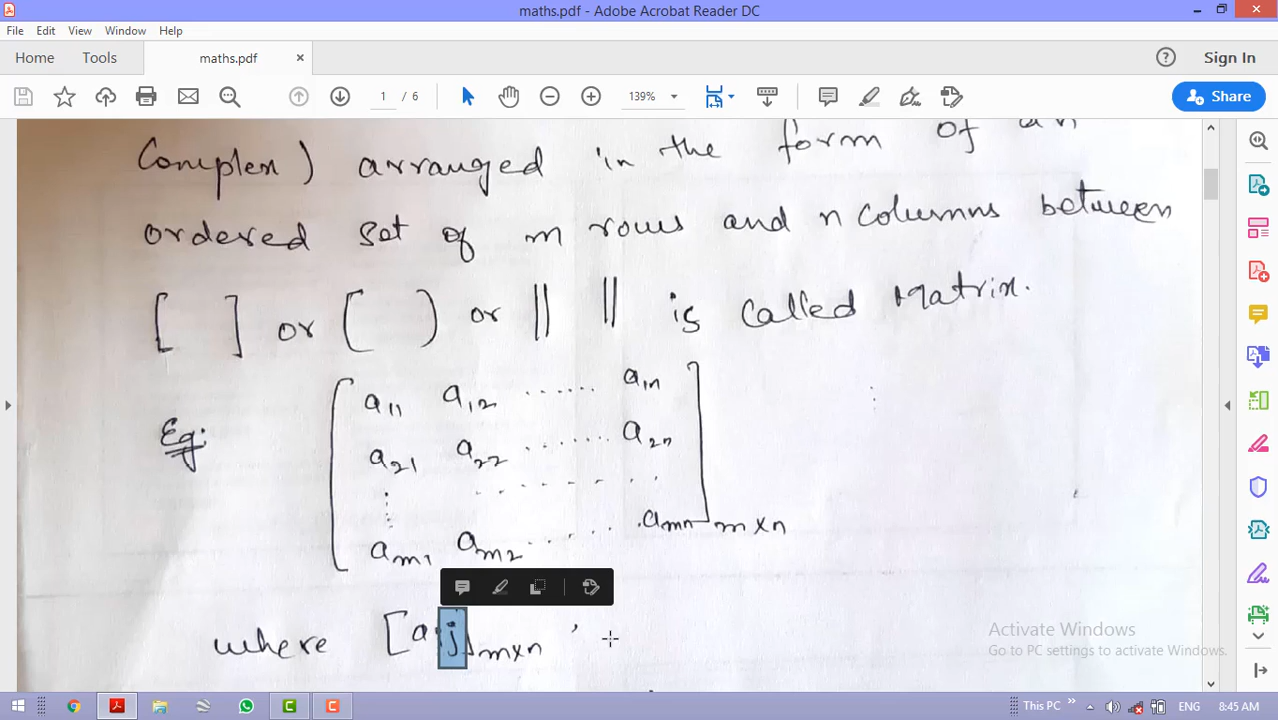 maths.pdf - Adobe Acrobat Reader DC
File Edit View Window Help
Home Tools maths.pdf × Sign In
1 / 6 139% Share
Complex) arranged in the form of an
ordered set of m rows and n columns between
[ ] or ( ) or || || is called Matrix.
Eg:
a11 a12 ...... a1n
a21 a22 ....... a2n
am1 am2 ...... amn m×n
where [aij]m×n
Activate Windows
Go to PC settings to activate Windows.
This PC » ENG 8:45 AM